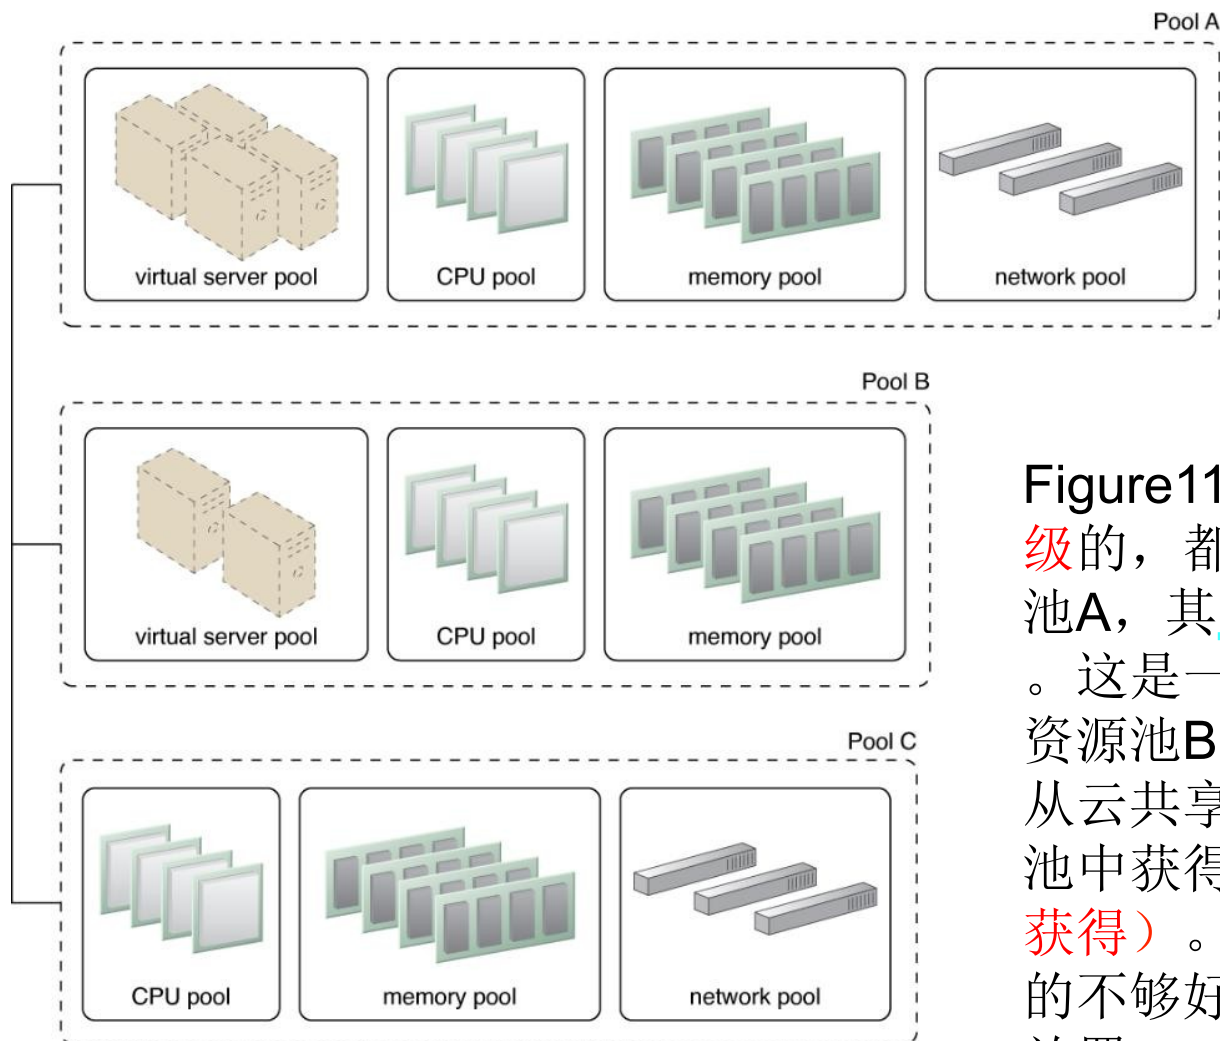 Pool A
virtual server pool
CPU pool
memory pool
network pool
Pool B
virtual server pool
CPU pool
memory pool
Pool C
CPU pool
memory pool
network pool
Figure11
级的，都
池A，其
。这是一
资源池B
从云共享
池中获得
获得）。
的不够好